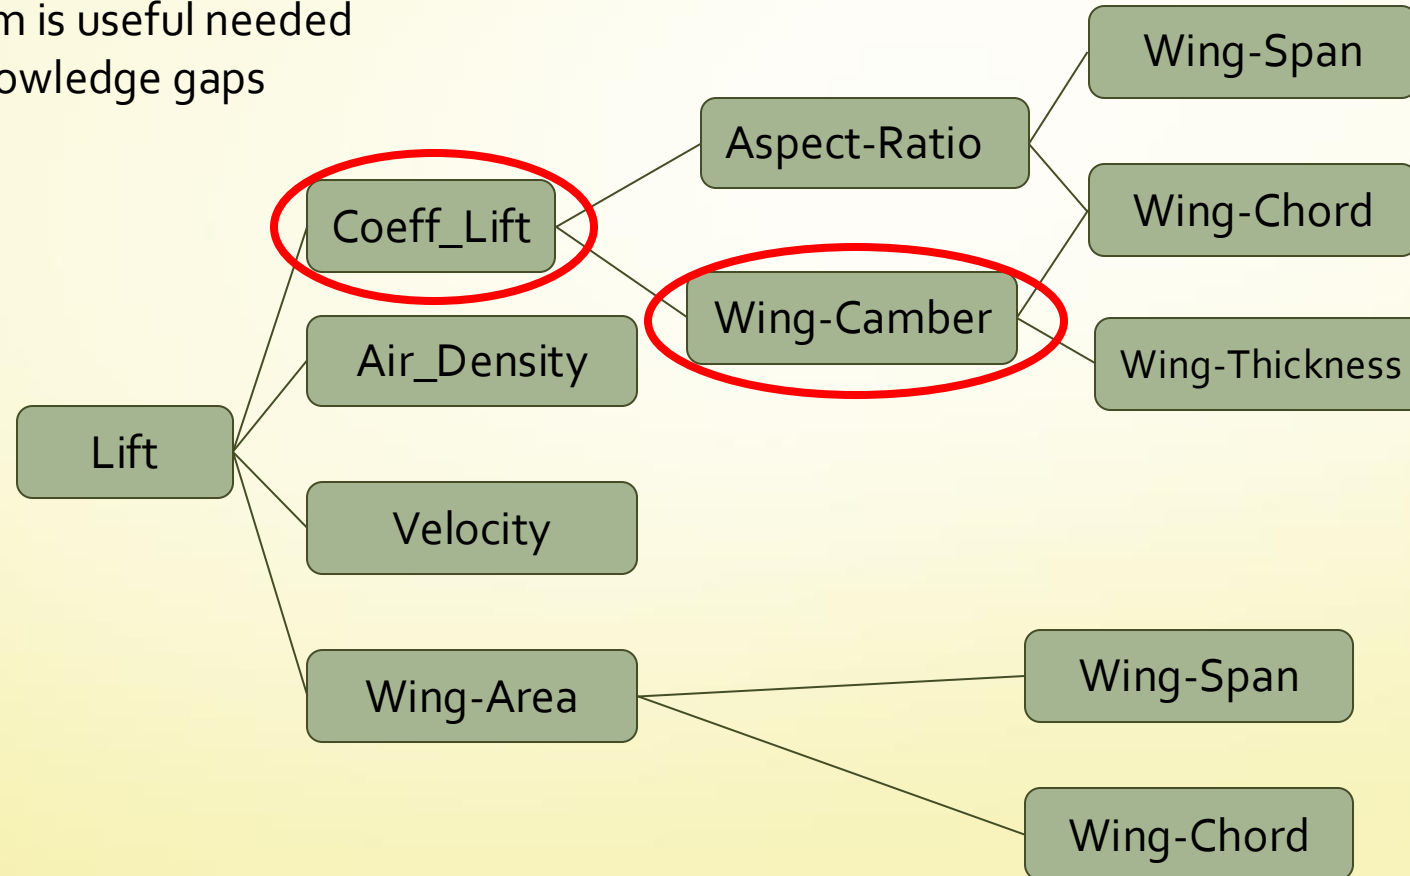 m is useful needed
owledge gaps
Wing-Span
Aspect-Ratio
Wing-Chord
Coeff_Lift
Wing-Camber
Wing-Thickness
Air_Density
Lift
Velocity
Wing-Area
Wing-Span
Wing-Chord